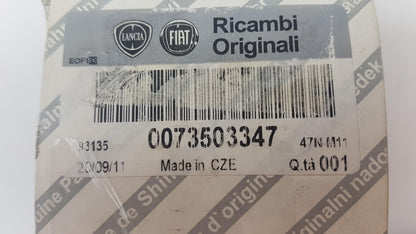 LANCIA FIAT Ricambi
Originali
93135 0073503347 47N-M11
20/09/11 Made in CZE Q.tà 001